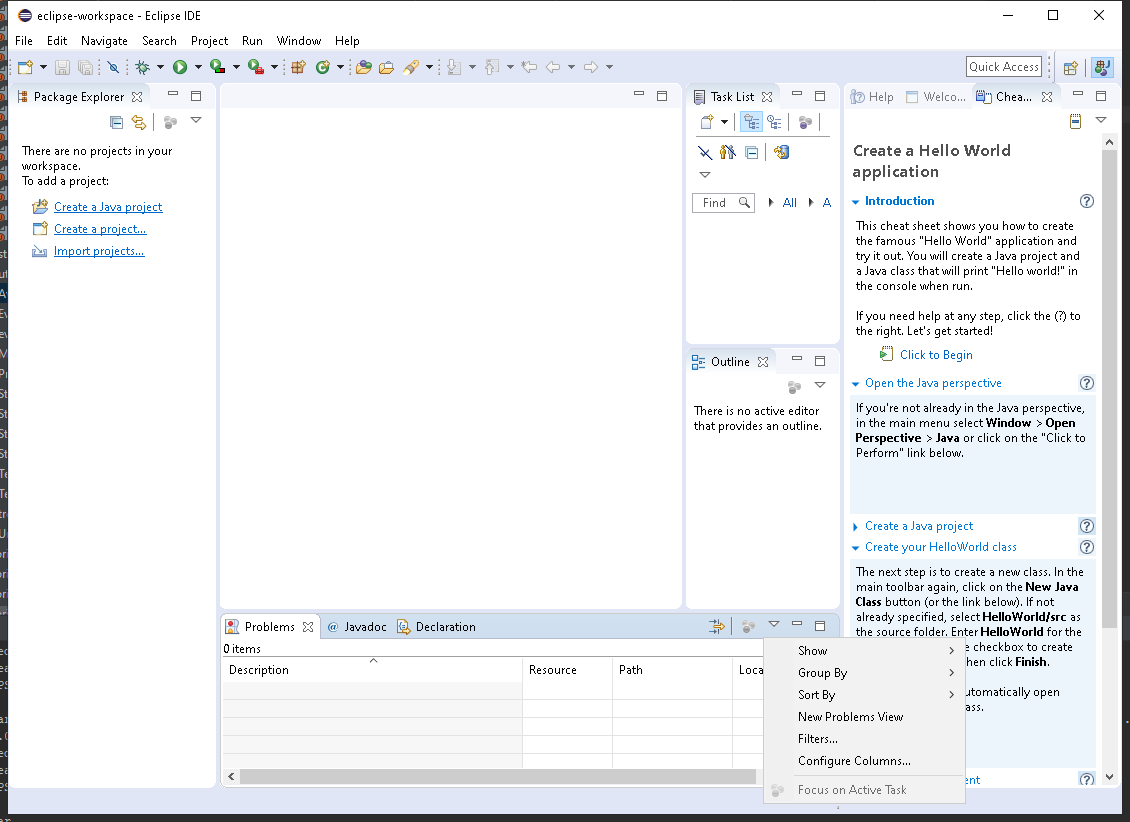 eclipse-workspace - Eclipse IDE
File Edit Navigate Search Project Run Window Help
Quick Access
Package Explorer
There are no projects in your
workspace.
To add a project:
Create a Java project
Create a project...
Import projects...
Task List
Find
All
A
Outline
There is no active editor
that provides an outline.
Help Welco... Chea...
Create a Hello World
application
Introduction
This cheat sheet shows you how to create
the famous "Hello World" application and
try it out. You will create a Java project and
a Java class that will print "Hello world!" in
the console when run.
If you need help at any step, click the (?) to
the right. Let's get started!
Click to Begin
Open the Java perspective
If you're not already in the Java perspective,
in the main menu select Window > Open
Perspective > Java or click on the "Click to
Perform" link below.
Create a Java project
Create your HelloWorld class
The next step is to create a new class. In the
main toolbar again, click on the New Java
Class button (or the link below). If not
already specified, select HelloWorld/src as
the source folder. Enter HelloWorld for the
e checkbox to create
hen click Finish.
utomatically open
ass.
ent
Problems Javadoc Declaration
0 items
Description Resource Path Loca
Show
Group By
Sort By
New Problems View
Filters...
Configure Columns...
Focus on Active Task